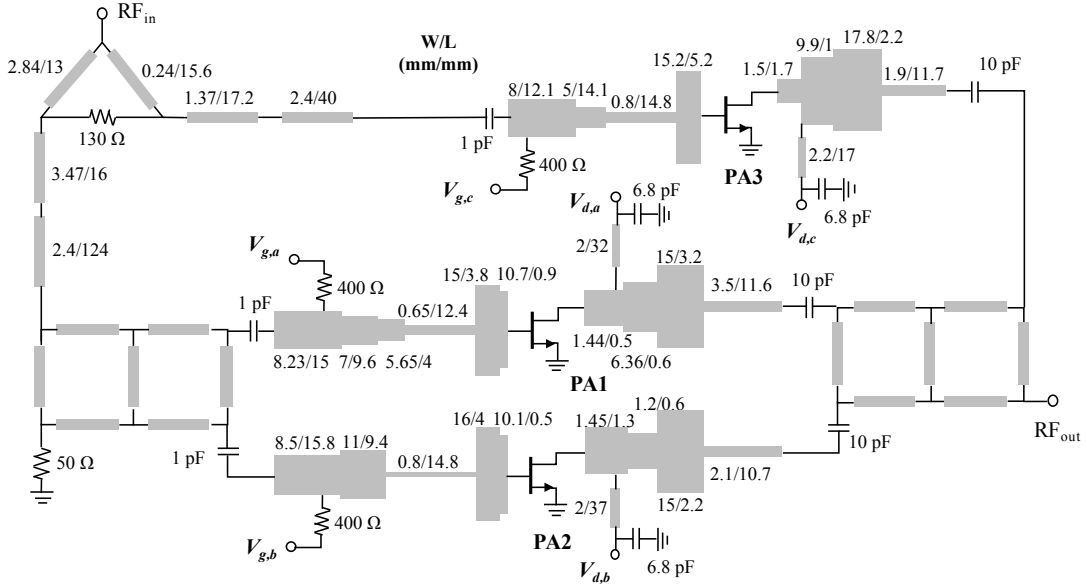 RFin
W/L
(mm/mm)
2.84/13
0.24/15.6
130 Ω
1.37/17.2
2.4/40
3.47/16
2.4/124
1 pF
8/12.1
5/14.1
0.8/14.8
15.2/5.2
400 Ω
Vg,c
PA3
1.5/1.7
9.9/1
17.8/2.2
1.9/11.7
10 pF
2.2/17
6.8 pF
Vd,c
Vg,a
400 Ω
1 pF
8.23/15
7/9.6
5.65/4
0.65/12.4
15/3.8
10.7/0.9
PA1
Vd,a
6.8 pF
2/32
1.44/0.5
6.36/0.6
15/3.2
3.5/11.6
10 pF
50 Ω
1 pF
8.5/15.8
11/9.4
0.8/14.8
16/4
10.1/0.5
400 Ω
Vg,b
PA2
1.45/1.3
1.2/0.6
15/2.2
2.1/10.7
10 pF
2/37
6.8 pF
Vd,b
RFout